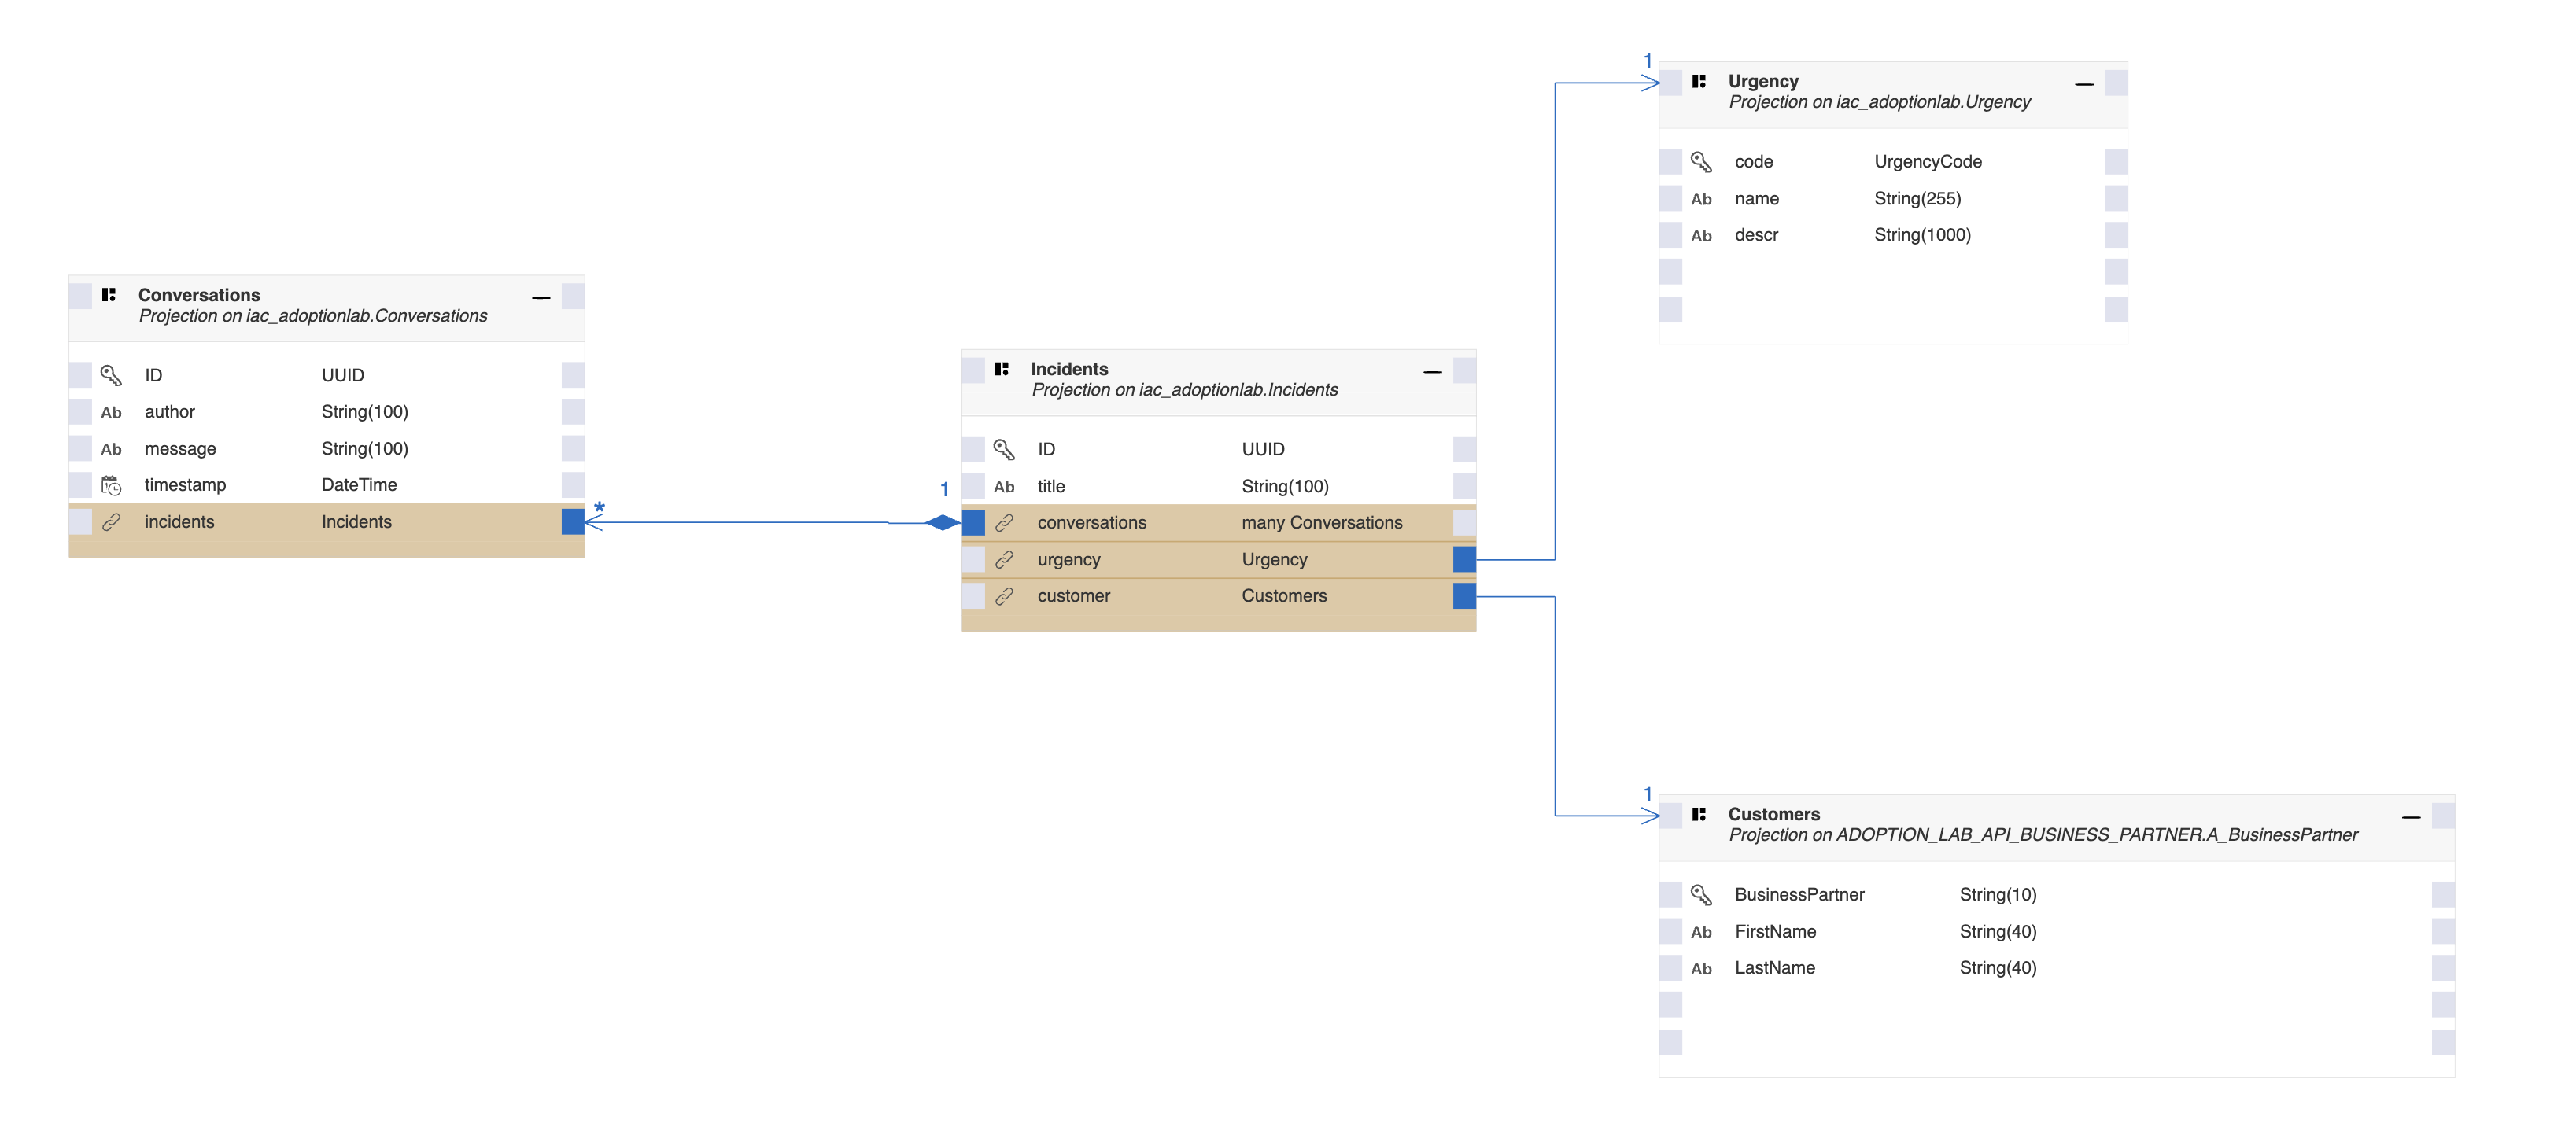 1
Urgency
Projection on iac_adoptionlab.Urgency
code UrgencyCode
Ab name String(255)
Ab descr String(1000)
Conversations
Projection on iac_adoptionlab.Conversations
ID UUID
Ab author String(100)
Ab message String(100)
timestamp DateTime
incidents Incidents
*
1
Incidents
Projection on iac_adoptionlab.Incidents
ID UUID
Ab title String(100)
conversations many Conversations
urgency Urgency
customer Customers
1
Customers
Projection on ADOPTION_LAB_API_BUSINESS_PARTNER.A_BusinessPartner
BusinessPartner String(10)
Ab FirstName String(40)
Ab LastName String(40)